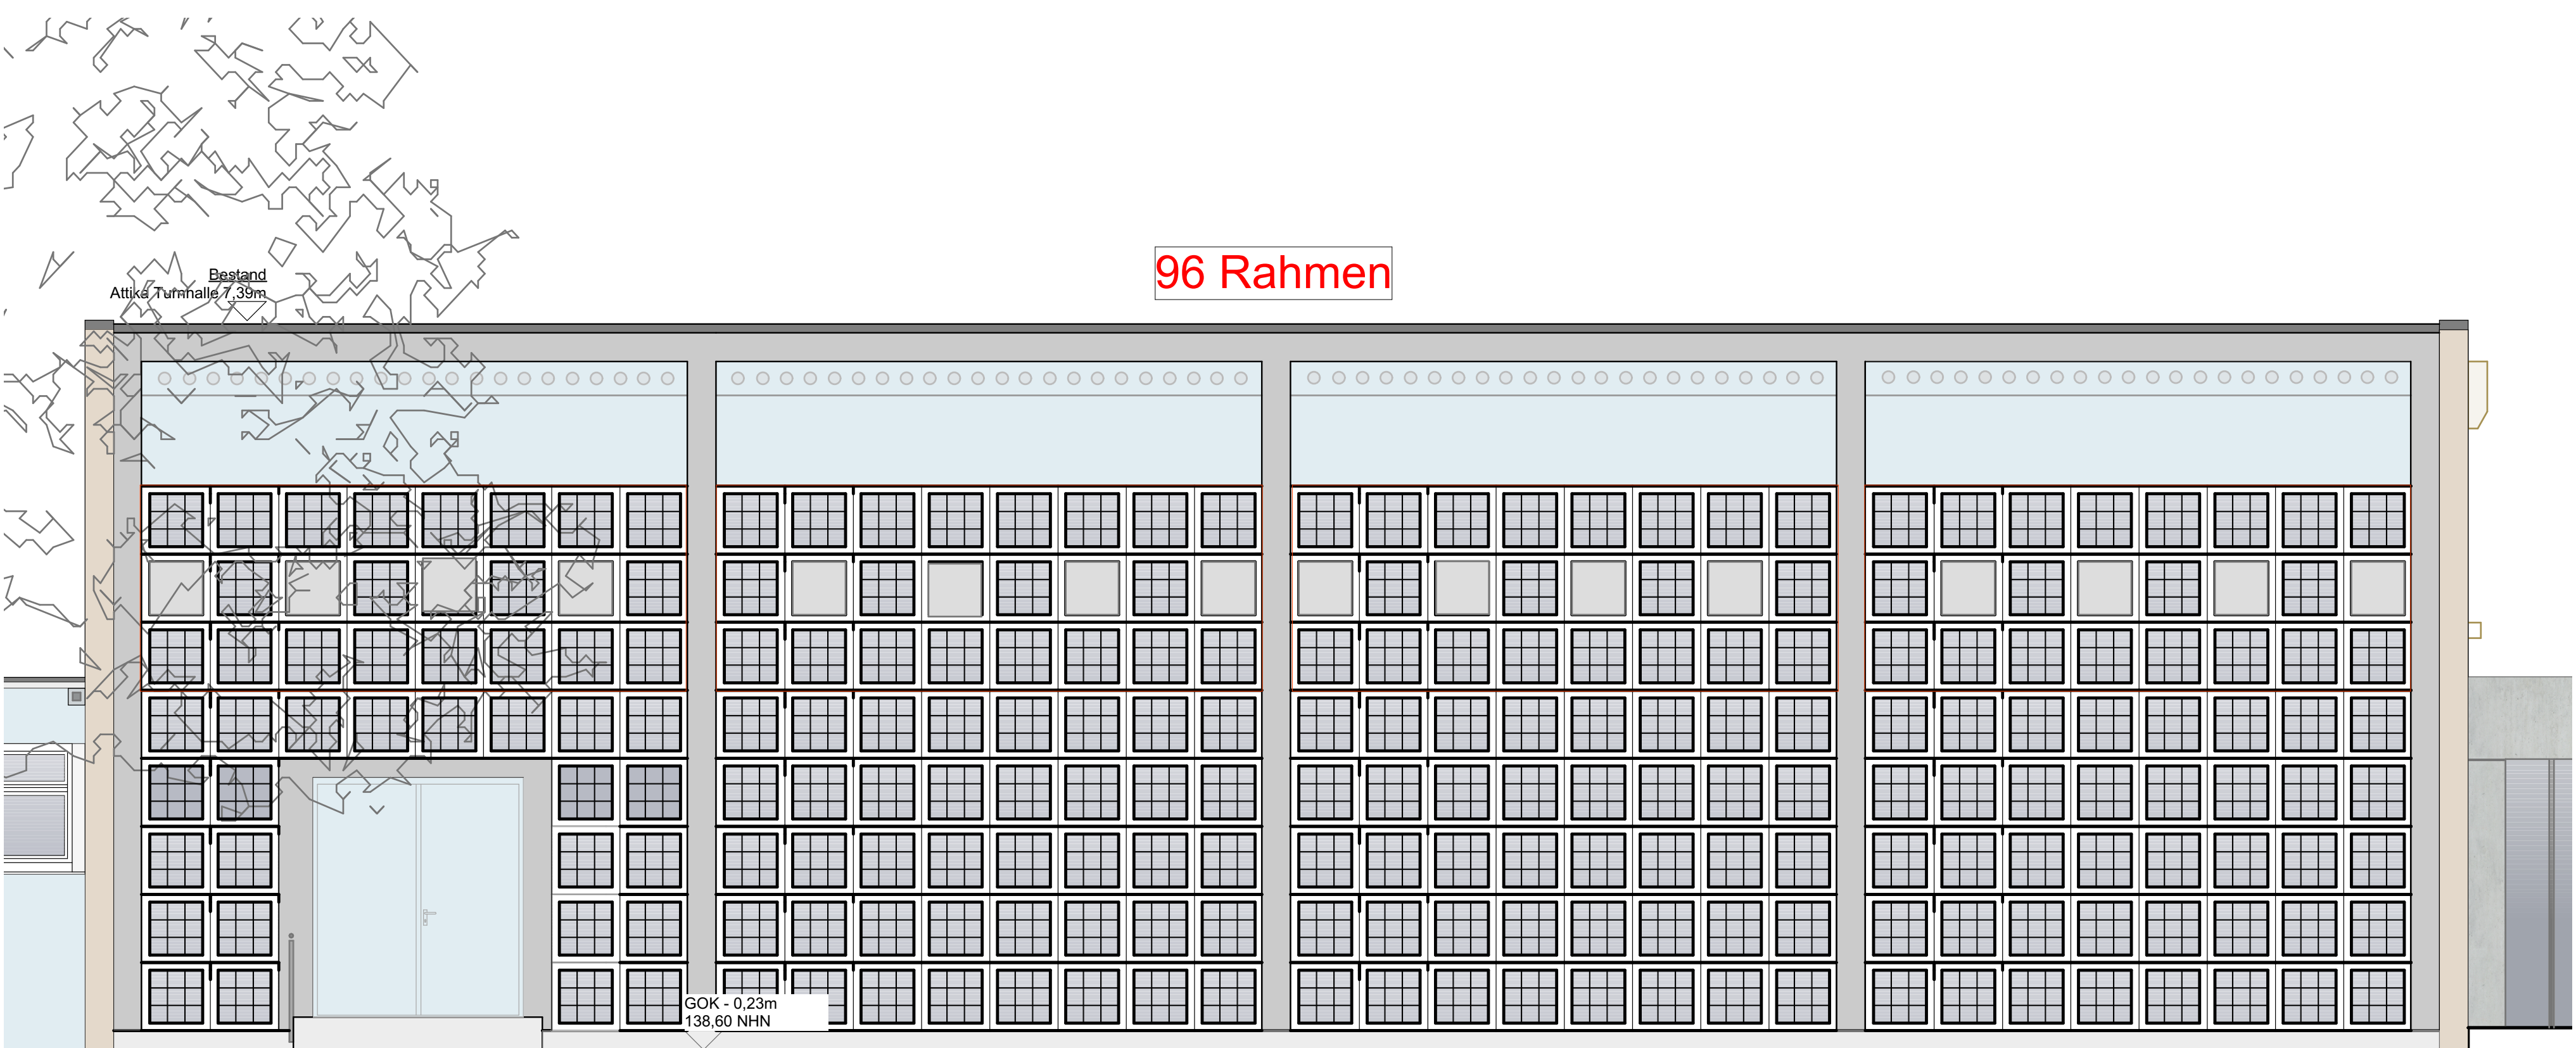 96 Rahmen
Bestand
Attika Turnhalle 7,39m
GOK - 0,23m
138,60 NHN